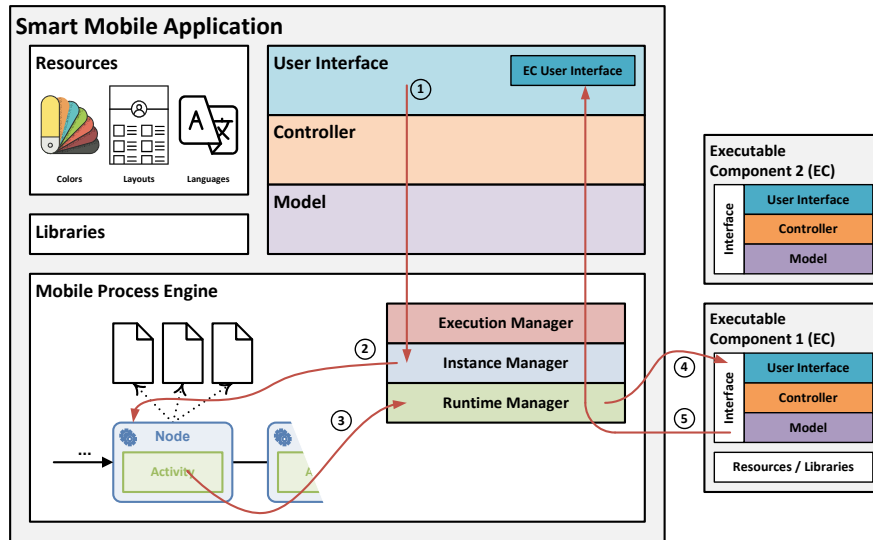 Smart Mobile Application
Resources
Colors
Layouts
Languages
Libraries
User Interface
EC User Interface
1
Controller
Model
Mobile Process Engine
Execution Manager
Instance Manager
Runtime Manager
2
3
Node
Activity
...
A
4
5
Executable
Component 2 (EC)
Interface
User Interface
Controller
Model
Executable
Component 1 (EC)
Interface
User Interface
Controller
Model
Resources / Libraries